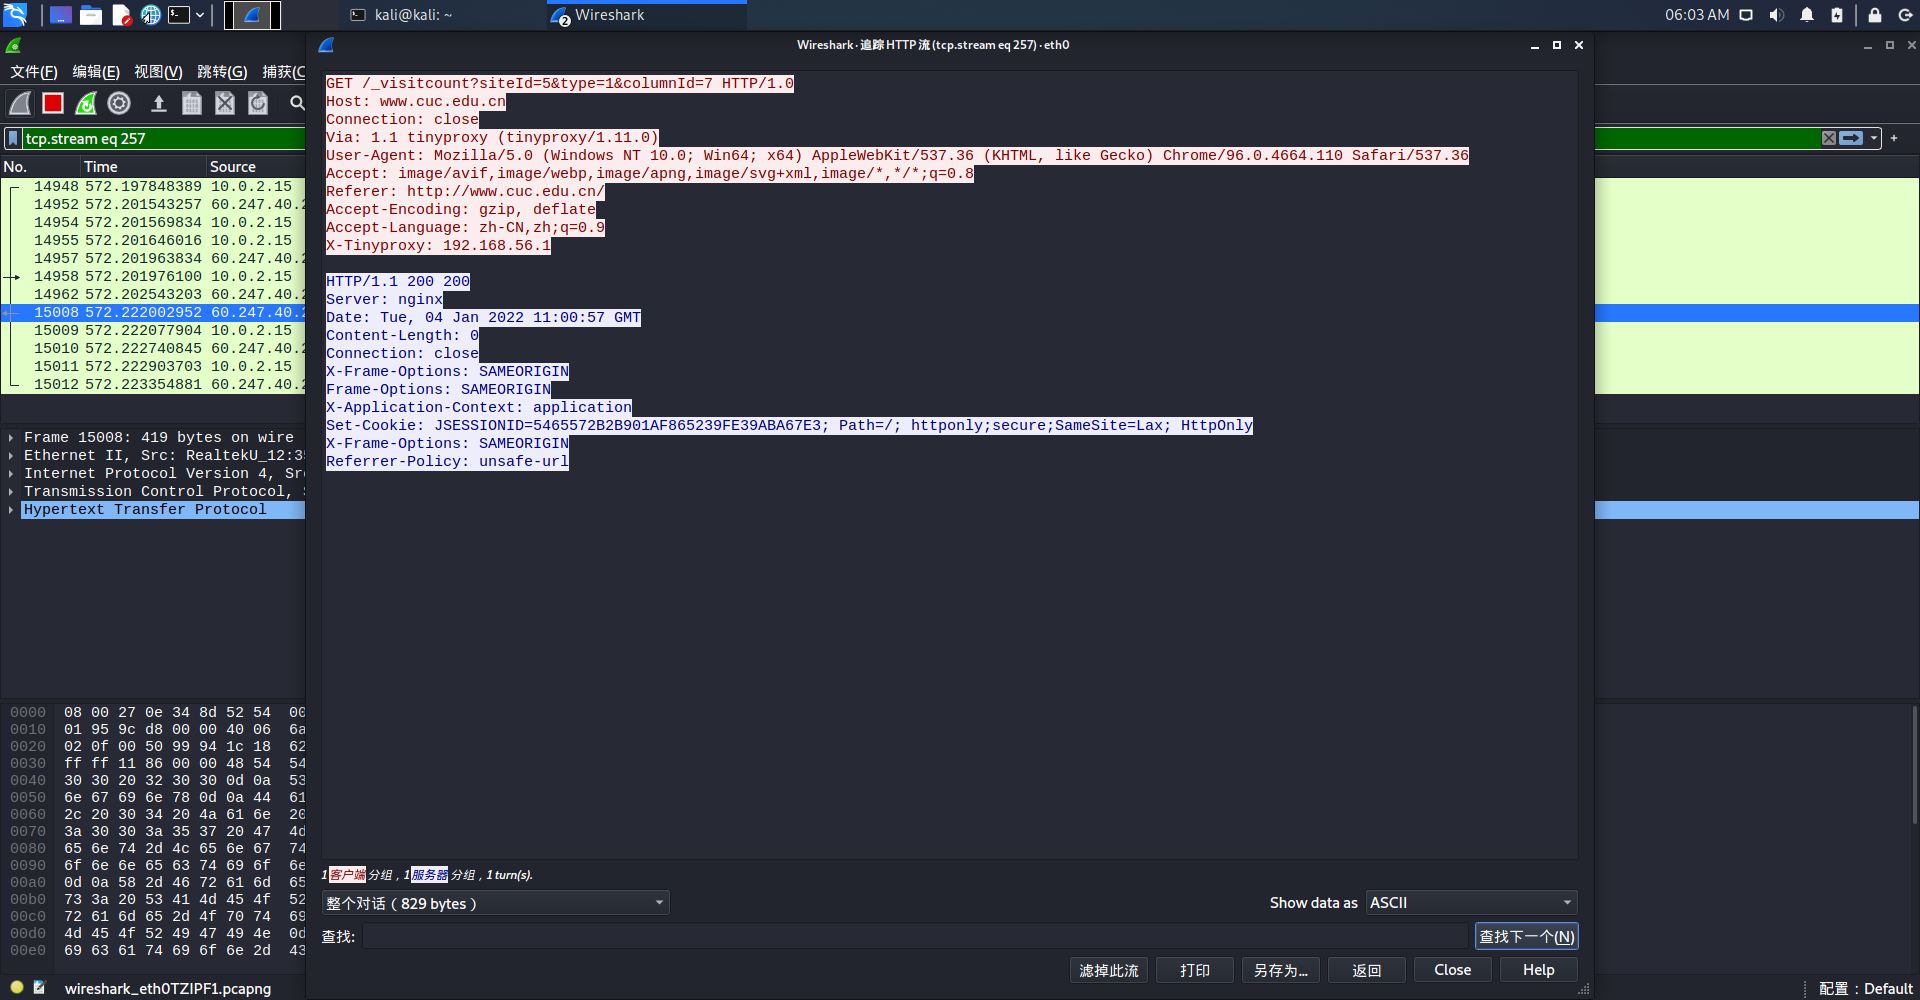 kali@kali: ~
2
Wireshark
06:03 AM
Wireshark · 追踪 HTTP 流 (tcp.stream eq 257) · eth0
文件(F) 编辑(E) 视图(V) 跳转(G) 捕获(C
tcp.stream eq 257
+
No. Time Source
14948 572.197848389 10.0.2.15
14952 572.201543257 60.247.40.2
14954 572.201569834 10.0.2.15
14955 572.201646016 10.0.2.15
14957 572.201963834 60.247.40.2
14958 572.201976100 10.0.2.15
14962 572.202543203 60.247.40.2
15008 572.222002952 60.247.40.2
15009 572.222077904 10.0.2.15
15010 572.222740845 60.247.40.2
15011 572.222903703 10.0.2.15
15012 572.223354881 60.247.40.2
Frame 15008: 419 bytes on wire
Ethernet II, Src: RealtekU_12:35
Internet Protocol Version 4, Src
Transmission Control Protocol, S
Hypertext Transfer Protocol
0000 08 00 27 0e 34 8d 52 54 00
0010 01 95 9c d8 00 00 40 06 6a
0020 02 0f 00 50 99 94 1c 18 62
0030 ff ff 11 86 00 00 48 54 54
0040 30 30 20 32 30 30 0d 0a 53
0050 6e 67 69 6e 78 0d 0a 44 61
0060 2c 20 30 34 20 4a 61 6e 20
0070 3a 30 30 3a 35 37 20 47 4d
0080 65 6e 74 2d 4c 65 6e 67 74
0090 6f 6e 6e 65 63 74 69 6f 6e
00a0 0d 0a 58 2d 46 72 61 6d 65
00b0 73 3a 20 53 41 4d 45 4f 52
00c0 72 61 6d 65 2d 4f 70 74 69
00d0 4d 45 4f 52 49 47 49 4e 0d
00e0 69 63 61 74 69 6f 6e 2d 43
GET /_visitcount?siteId=5&type=1&columnId=7 HTTP/1.0
Host: www.cuc.edu.cn
Connection: close
Via: 1.1 tinyproxy (tinyproxy/1.11.0)
User-Agent: Mozilla/5.0 (Windows NT 10.0; Win64; x64) AppleWebKit/537.36 (KHTML, like Gecko) Chrome/96.0.4664.110 Safari/537.36
Accept: image/avif,image/webp,image/apng,image/svg+xml,image/*,*/*;q=0.8
Referer: http://www.cuc.edu.cn/
Accept-Encoding: gzip, deflate
Accept-Language: zh-CN,zh;q=0.9
X-Tinyproxy: 192.168.56.1
HTTP/1.1 200 200
Server: nginx
Date: Tue, 04 Jan 2022 11:00:57 GMT
Content-Length: 0
Connection: close
X-Frame-Options: SAMEORIGIN
Frame-Options: SAMEORIGIN
X-Application-Context: application
Set-Cookie: JSESSIONID=5465572B2B901AF865239FE39ABA67E3; Path=/; httponly;secure;SameSite=Lax; HttpOnly
X-Frame-Options: SAMEORIGIN
Referrer-Policy: unsafe-url
1 客户端 分组，1 服务器 分组，1 turn(s).
整个对话（829 bytes）
Show data as ASCII
查找:
查找下一个(N)
滤掉此流 打印 另存为… 返回 Close Help
wireshark_eth0TZIPF1.pcapng
配置：Default